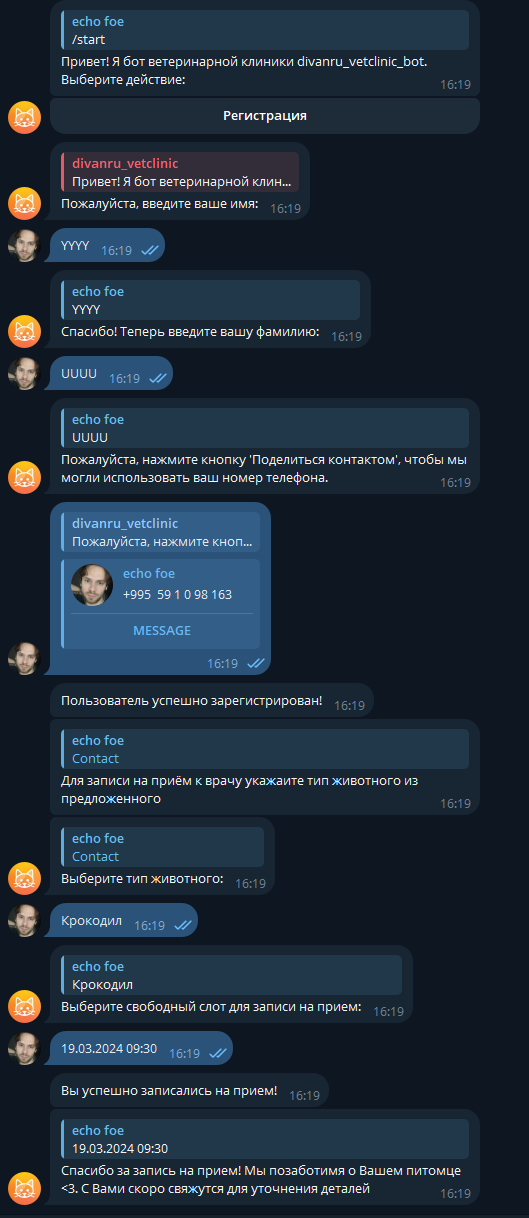 echo foe
/start
Привет! Я бот ветеринарной клиники divanru_vetclinic_bot.
Выберите действие:
16:19
Регистрация
divanru_vetclinic
Привет! Я бот ветеринарной клин...
Пожалуйста, введите ваше имя: 16:19
YYYY 16:19
echo foe
YYYY
Спасибо! Теперь введите вашу фамилию: 16:19
UUUU 16:19
echo foe
UUUU
Пожалуйста, нажмите кнопку 'Поделиться контактом', чтобы мы
могли использовать ваш номер телефона. 16:19
divanru_vetclinic
Пожалуйста, нажмите кноп...
echo foe
+995 59 1 0 98 163
MESSAGE
16:19
Пользователь успешно зарегистрирован! 16:19
echo foe
Contact
Для записи на приём к врачу укажаите тип животного из
предложенного 16:19
echo foe
Contact
Выберите тип животного: 16:19
Крокодил 16:19
echo foe
Крокодил
Выберите свободный слот для записи на прием: 16:19
19.03.2024 09:30 16:19
Вы успешно записались на прием! 16:19
echo foe
19.03.2024 09:30
Спасибо за запись на прием! Мы позаботимя о Вашем питомце
<3. С Вами скоро свяжутся для уточнения деталей 16:19